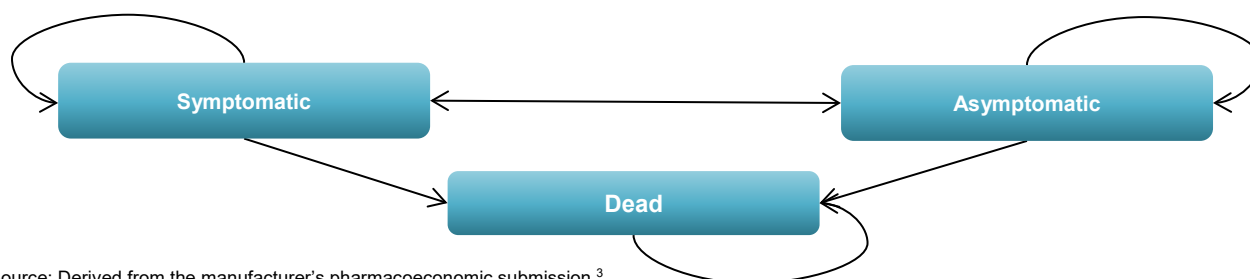 Symptomatic
Asymptomatic
Dead
ource: Derived from the manufacturer's pharmacoeconomic submission.3